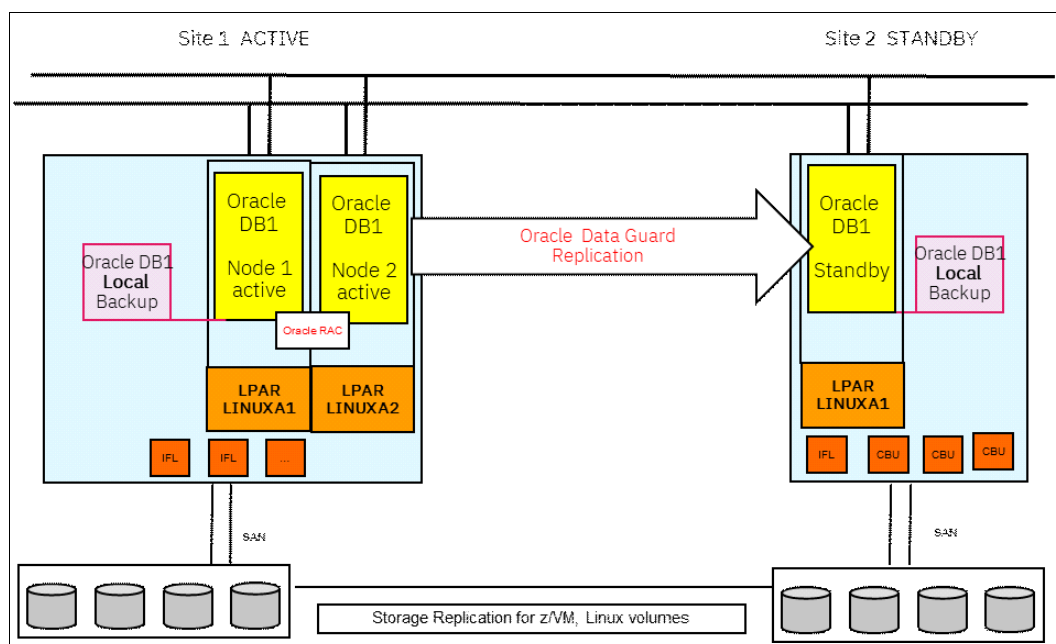 Site 1 ACTIVE
Site 2 STANDBY
Oracle
DB1
Node 1
active
Oracle
DB1
Node 2
active
Oracle DB1
Local
Backup
Oracle RAC
LPAR
LINUXA1
LPAR
LINUXA2
IFL
IFL
...
SAN
Oracle Data Guard
Replication
Oracle
DB1
Standby
Oracle DB1
Local
Backup
LPAR
LINUXA1
IFL
CBU
CBU
CBU
SAN
Storage Replication for z/VM, Linux volumes